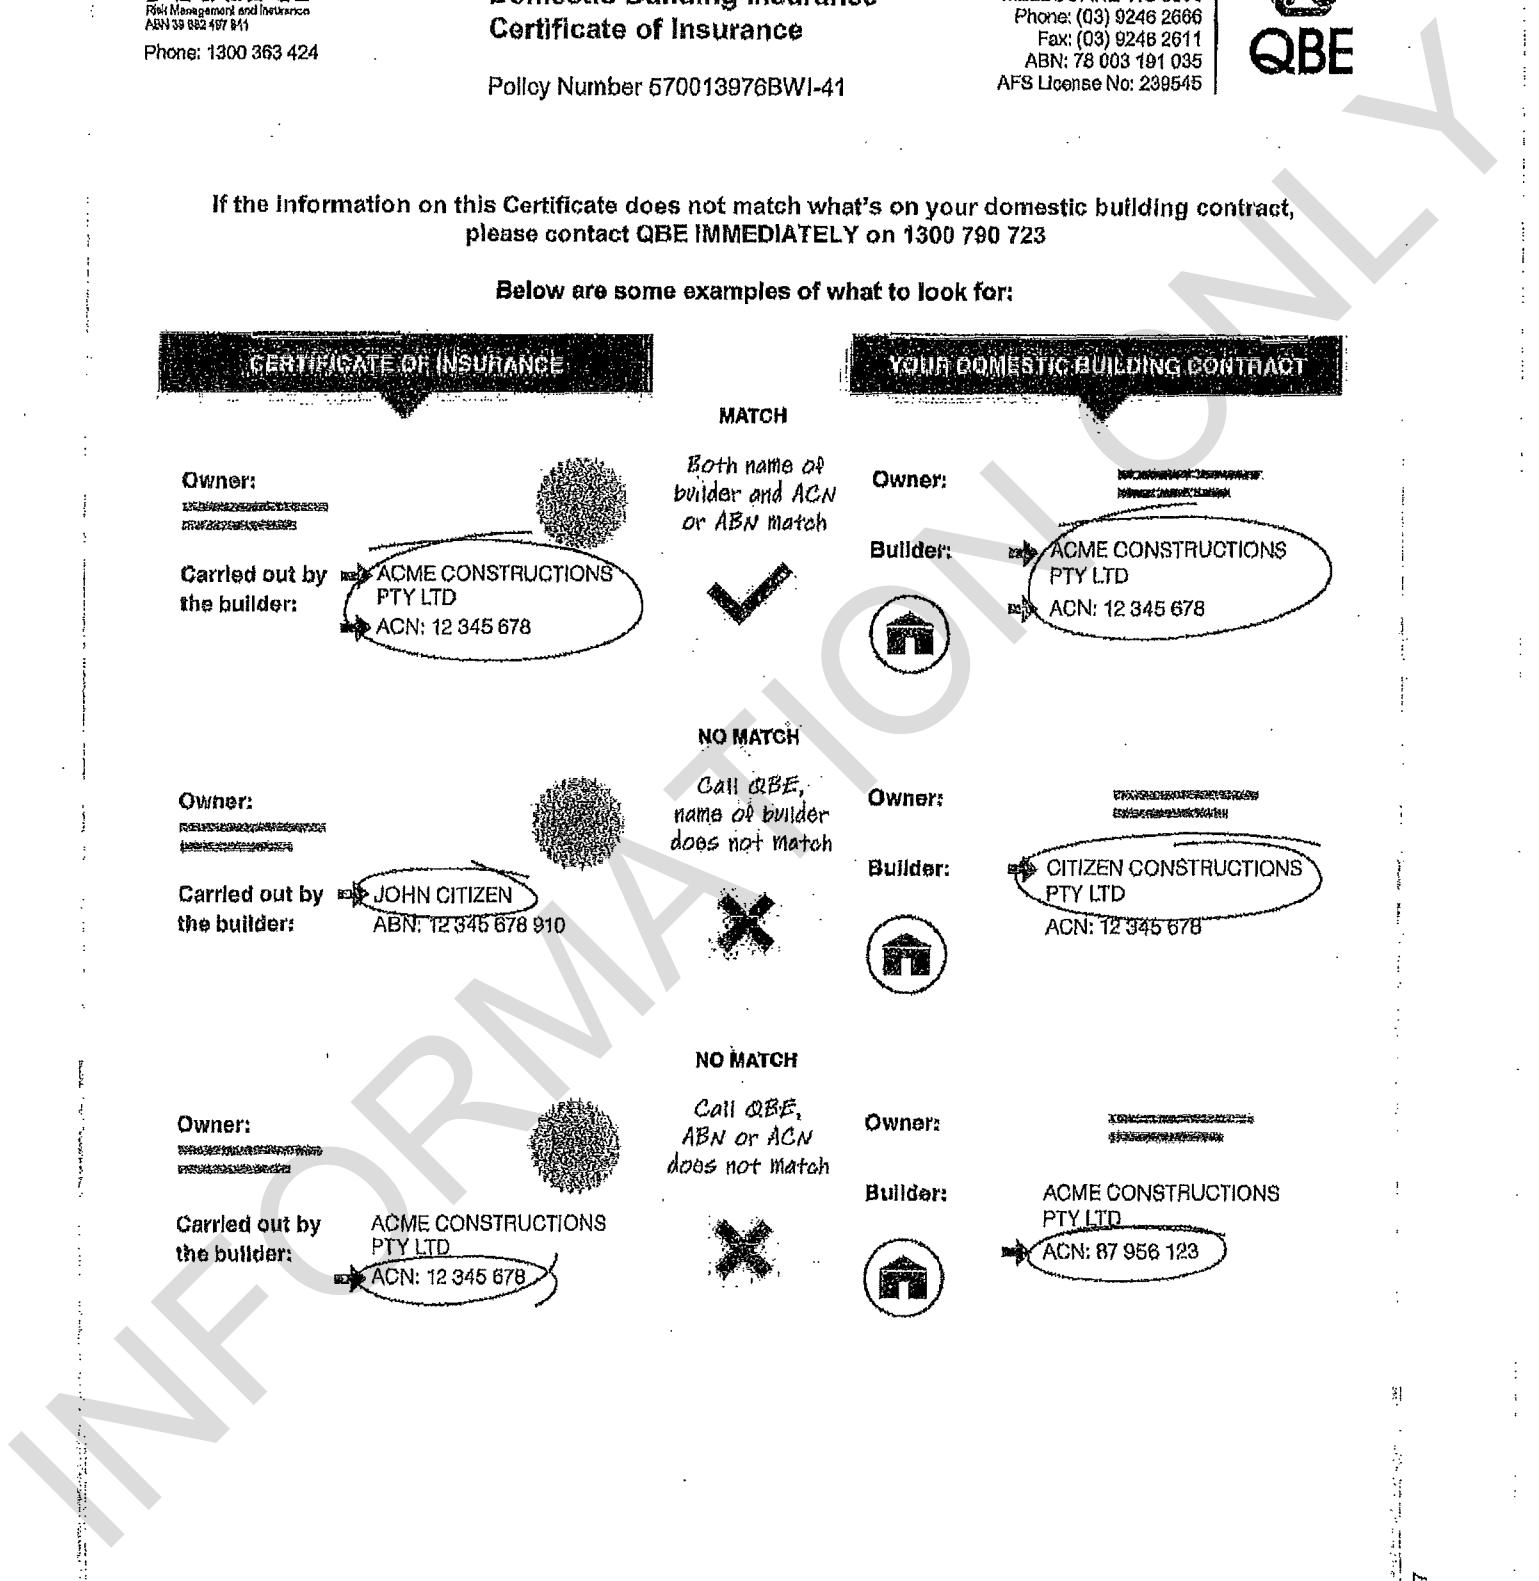 Risk Management and Insurance
ABN 39 882 497 841
Phone: 1300 363 424
Domestic Building Insurance
Certificate of Insurance
Policy Number 570013976BWI-41
Phone: (03) 9246 2666
Fax: (03) 9246 2611
ABN: 78 003 191 035
AFS License No: 239545
QBE
If the information on this Certificate does not match what's on your domestic building contract,
please contact QBE IMMEDIATELY on 1300 790 723
Below are some examples of what to look for:
CERTIFICATE OF INSURANCE
YOUR DOMESTIC BUILDING CONTRACT
MATCH
Both name of
builder and ACN
or ABN match
Owner:
Carried out by
the builder:
ACME CONSTRUCTIONS
PTY LTD
ACN: 12 345 678
Owner:
Builder:
ACME CONSTRUCTIONS
PTY LTD
ACN: 12 345 678
NO MATCH
Call QBE,
name of builder
does not match
Owner:
Carried out by
the builder:
JOHN CITIZEN
ABN: 12 345 678 910
Owner:
Builder:
CITIZEN CONSTRUCTIONS
PTY LTD
ACN: 12 345 678
NO MATCH
Call QBE,
ABN or ACN
does not match
Owner:
Carried out by
the builder:
ACME CONSTRUCTIONS
PTY LTD
ACN: 12 345 678
Owner:
Builder:
ACME CONSTRUCTIONS
PTY LTD
ACN: 87 956 123
INFORMATION ONLY